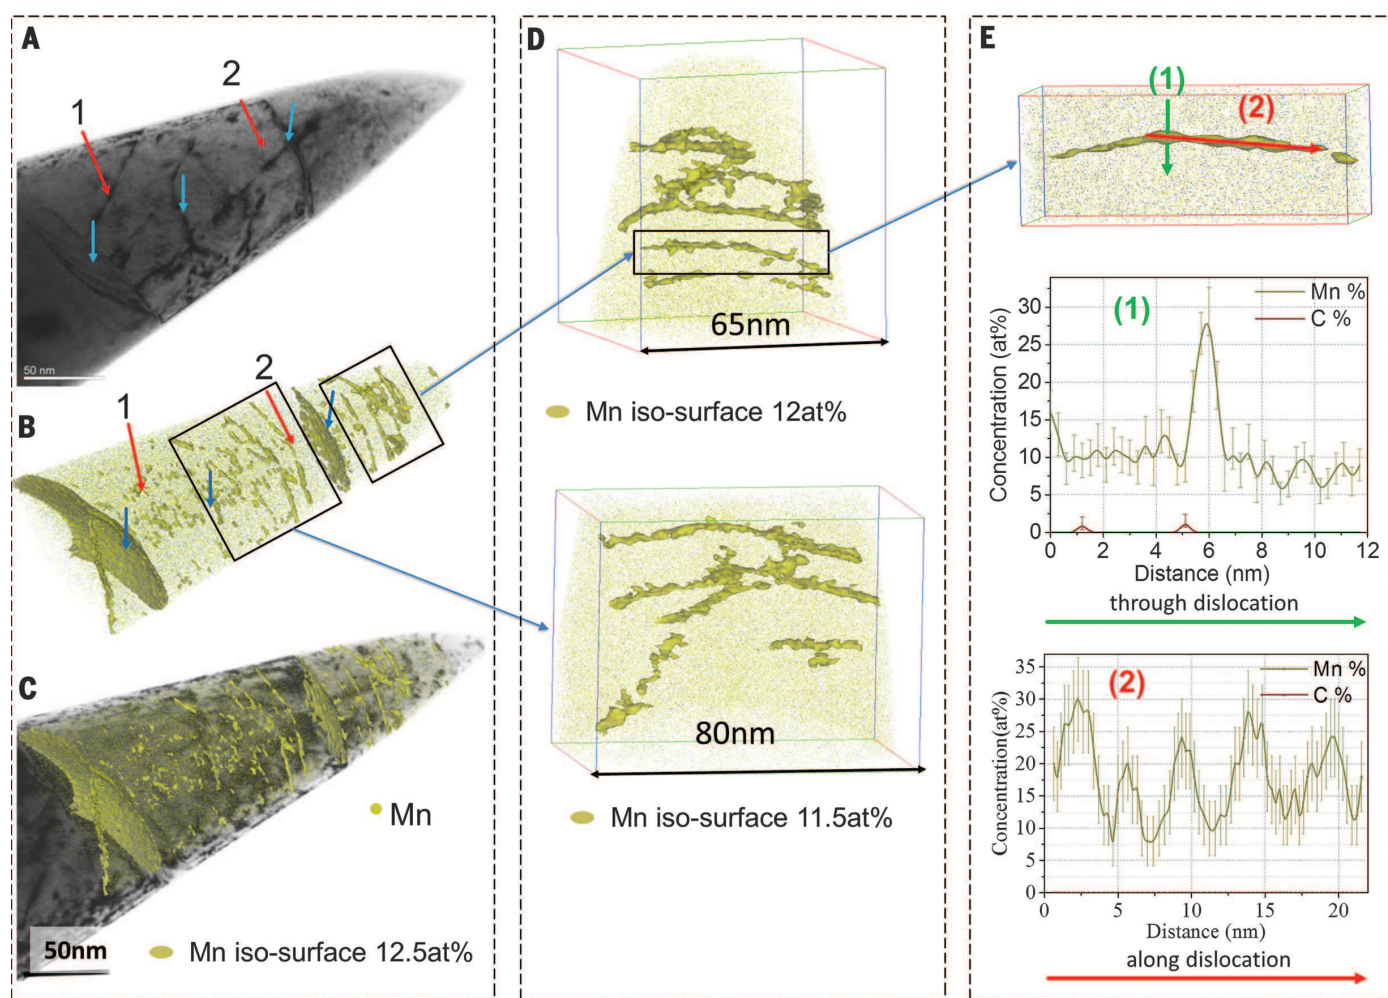 A
1
2
50 nm
B
1
2
C
Mn
50nm
Mn iso-surface 12.5at%
D
65nm
Mn iso-surface 12at%
80nm
Mn iso-surface 11.5at%
E
(1)
(2)
Concentration (at%)
30
25
20
15
10
5
0
(1)
Mn %
C %
0 2 4 6 8 10 12
Distance (nm)
through dislocation
Concentration(at%)
35
30
25
20
15
10
5
0
(2)
Mn %
C %
0 5 10 15 20
Distance (nm)
along dislocation